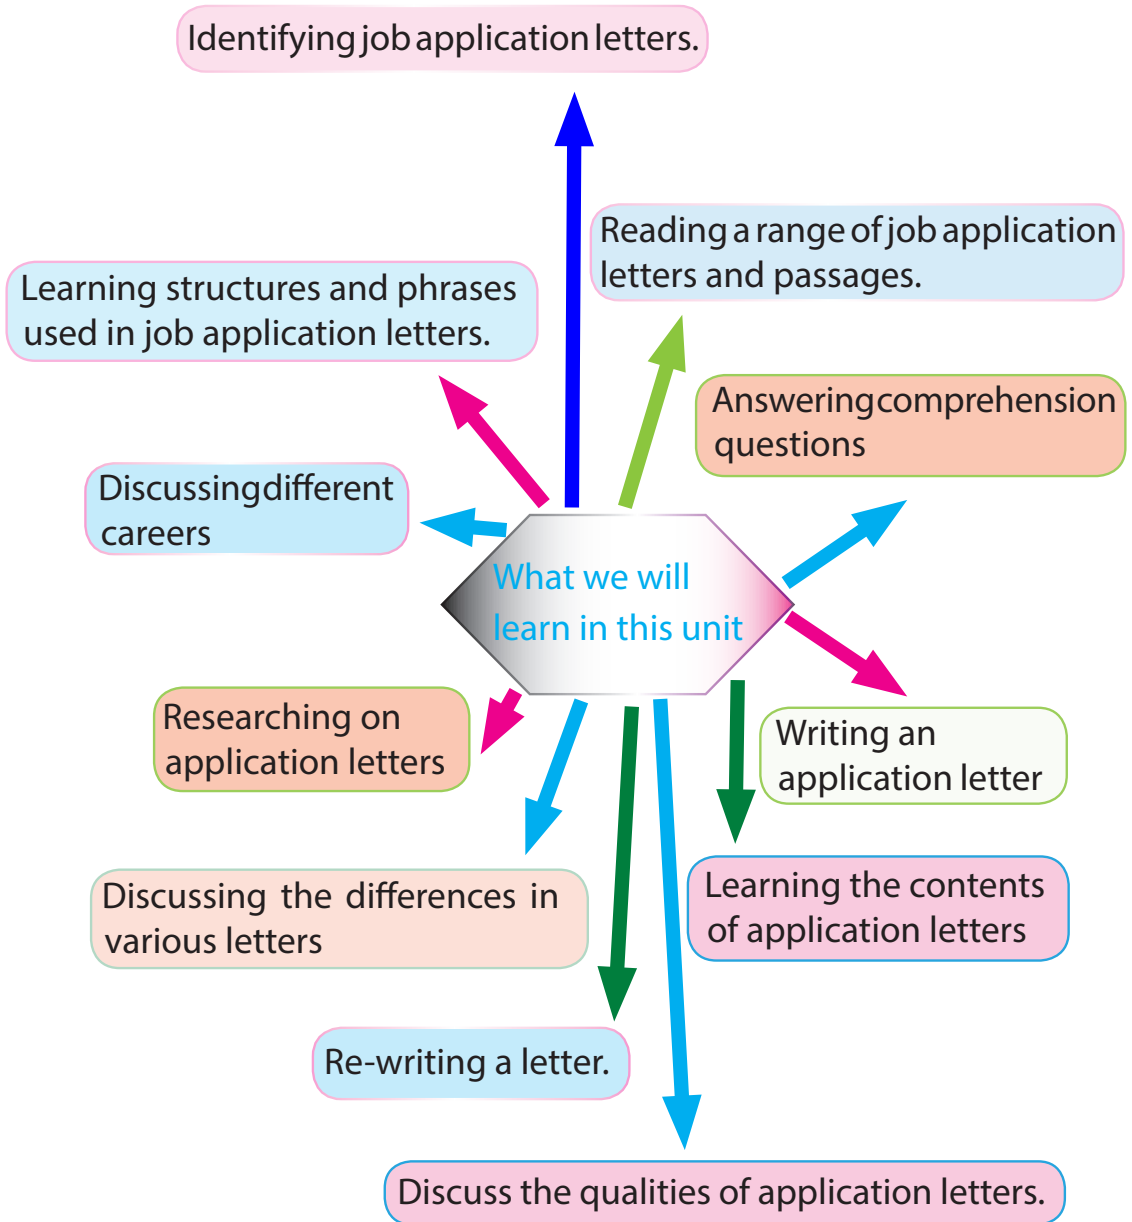 Identifying job application letters.
Reading a range of job application
letters and passages.
Learning structures and phrases
used in job application letters.
Answering comprehension
questions
Discussing different
careers
What we will
learn in this unit
Researching on
application letters
Writing an
application letter
Discussing the differences in
various letters
Learning the contents
of application letters
Re-writing a letter.
Discuss the qualities of application letters.